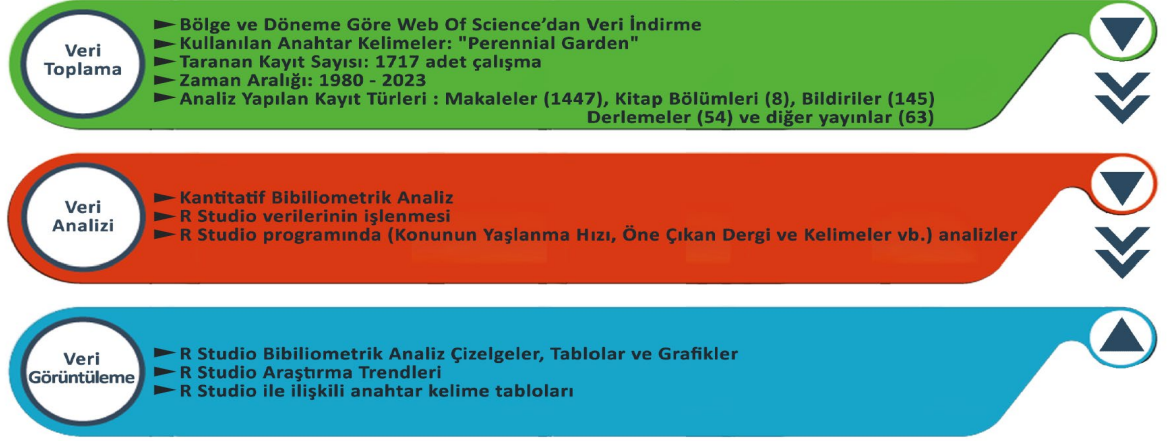 Veri
Toplama
► Bölge ve Döneme Göre Web Of Science’dan Veri İndirme
► Kullanılan Anahtar Kelimeler: "Perennial Garden"
► Taranan Kayıt Sayısı: 1717 adet çalışma
► Zaman Aralığı: 1980 - 2023
► Analiz Yapılan Kayıt Türleri : Makaleler (1447), Kitap Bölümleri (8), Bildiriler (145)
Derlemeler (54) ve diğer yayınlar (63)
Veri
Analizi
► Kantitatif Bibiliometrik Analiz
► R Studio verilerinin işlenmesi
► R Studio programında (Konunun Yaşlanma Hızı, Öne Çıkan Dergi ve Kelimeler vb.) analizler
Veri
Görüntüleme
► R Studio Bibiliometrik Analiz Çizelgeler, Tablolar ve Grafikler
► R Studio Araştırma Trendleri
► R Studio ile ilişkili anahtar kelime tabloları